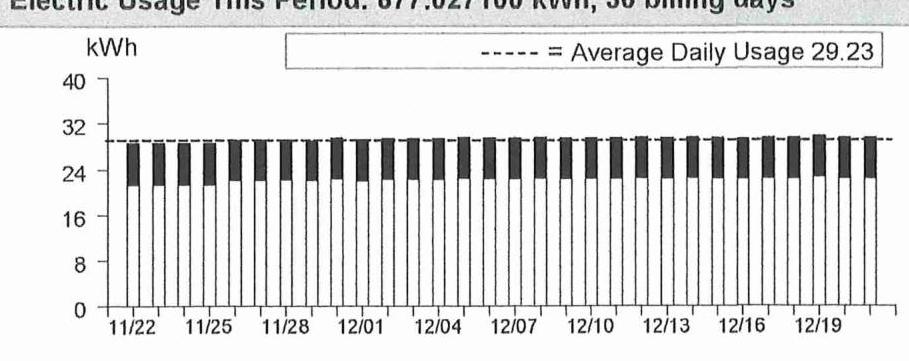 Electric Usage This Period: 877.027100 kWh, 30 billing days
kWh
----- = Average Daily Usage 29.23
40
32
24
16
8
0
11/22 11/25 11/28 12/01 12/04 12/07 12/10 12/13 12/16 12/19